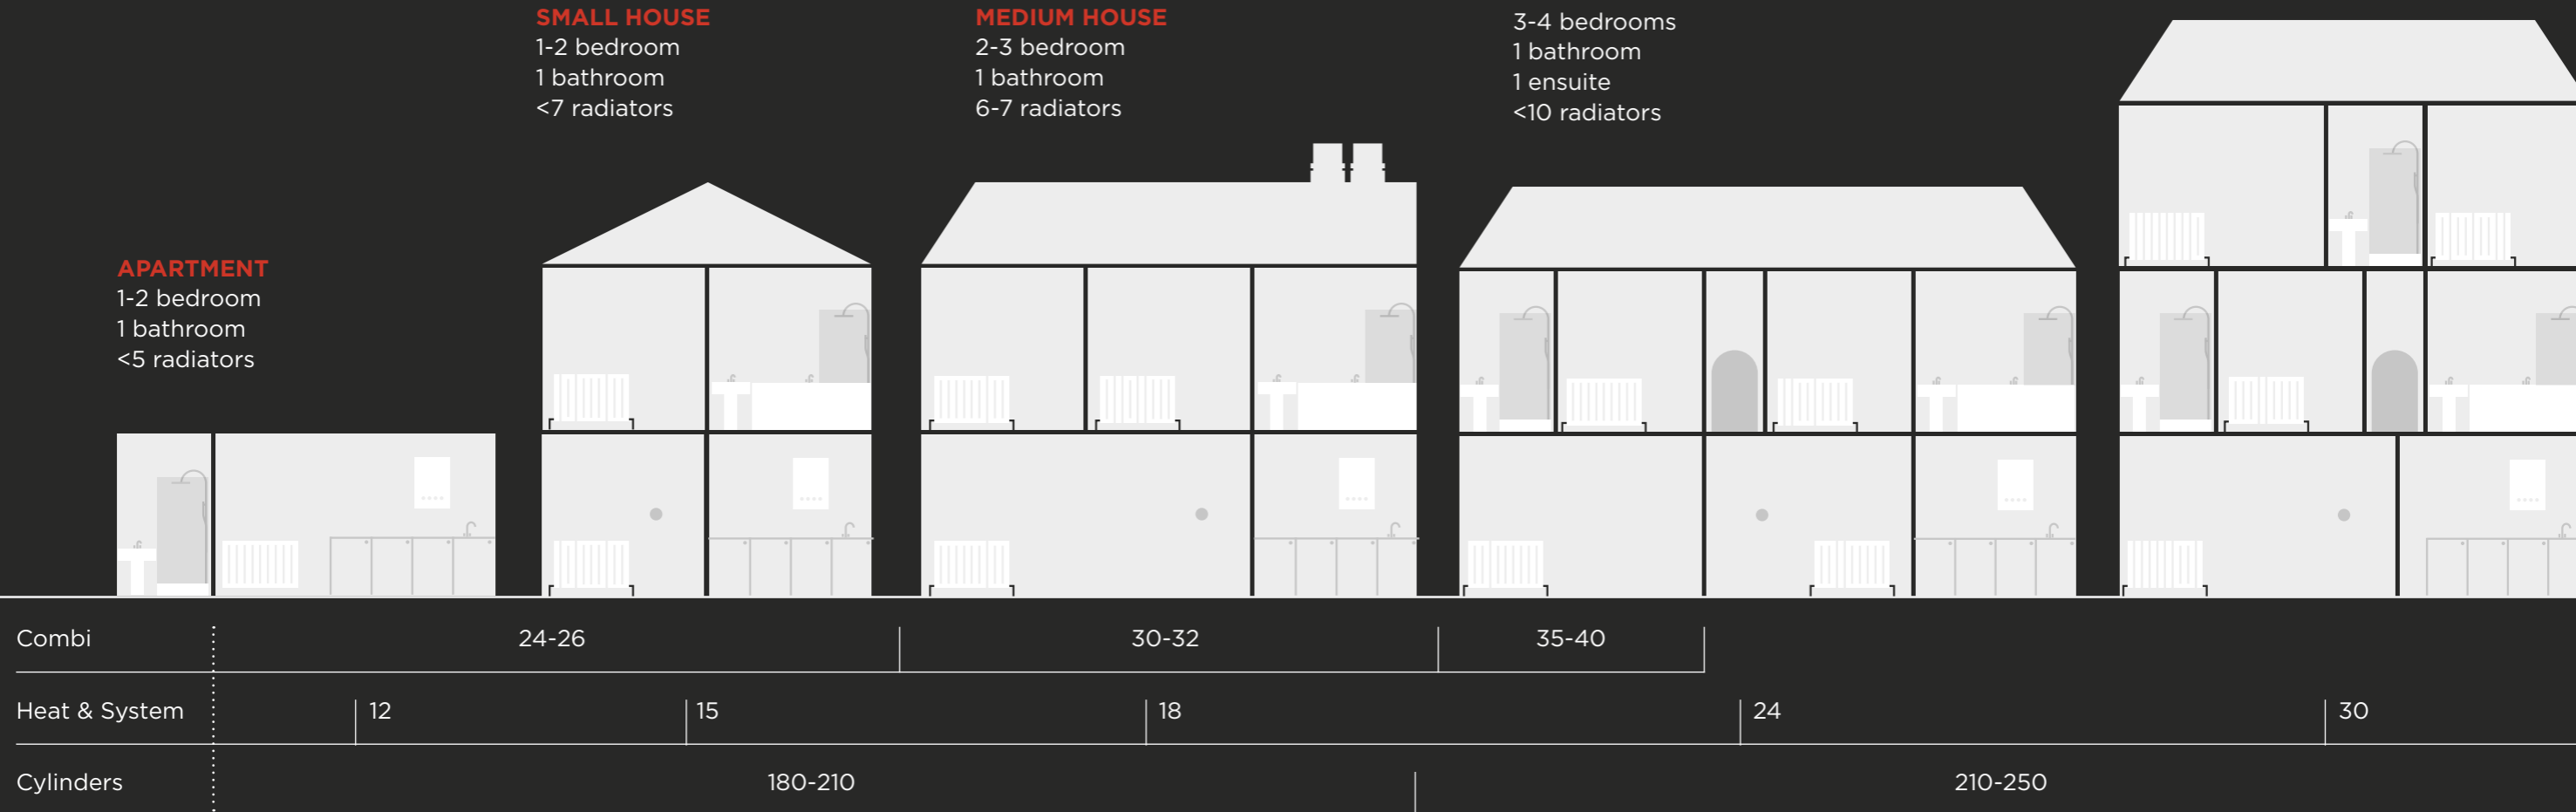 SMALL HOUSE
1-2 bedroom
1 bathroom
<7 radiators
MEDIUM HOUSE
2-3 bedroom
1 bathroom
6-7 radiators
3-4 bedrooms
1 bathroom
1 ensuite
<10 radiators
APARTMENT
1-2 bedroom
1 bathroom
<5 radiators
Combi 24-26 30-32 35-40
Heat & System 12 15 18 24 30
Cylinders 180-210 210-250